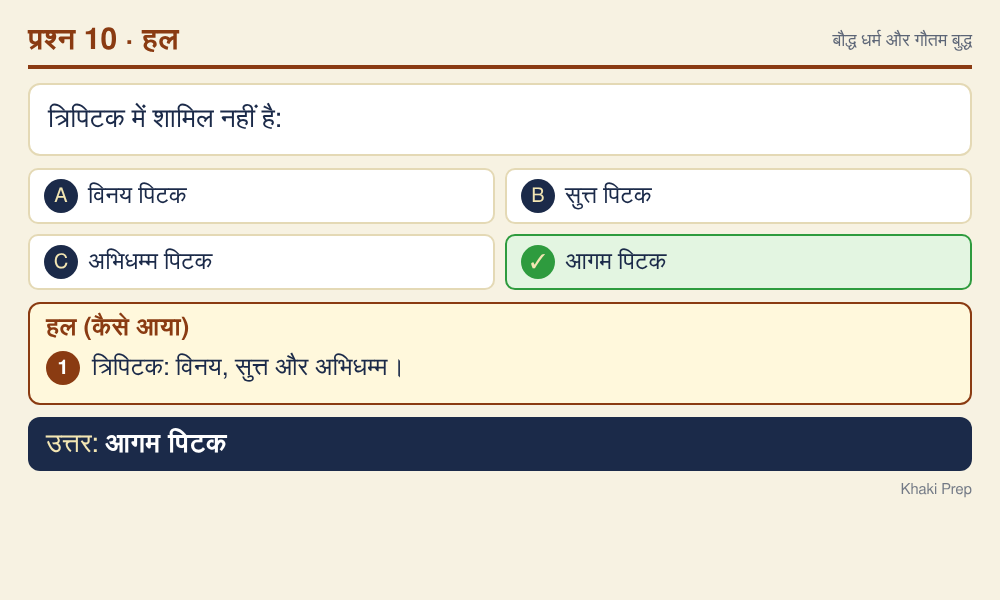 प्रश्न 10 · हल
बौद्ध धर्म और गौतम बुद्ध
त्रिपिटक में शामिल नहीं है:
A विनय पिटक
B सुत्त पिटक
C अभिधम्म पिटक
✓ आगम पिटक
हल (कैसे आया)
1 त्रिपिटक: विनय, सुत्त और अभिधम्म।
उत्तर: आगम पिटक
Khaki Prep